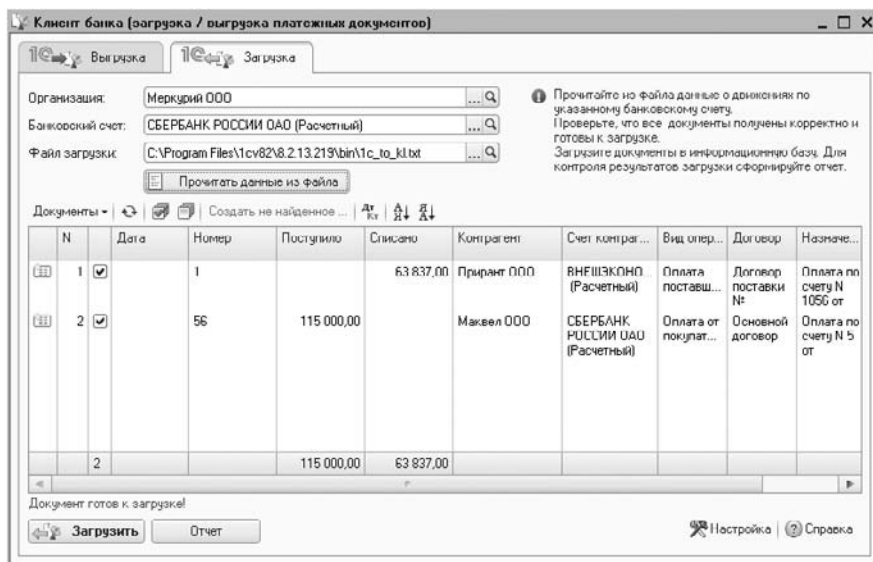 Клиент банка (загрузка / выгрузка платежных документов)
Выгрузка
Загрузка
Организация: Меркурий ООО
Банковский счет: СБЕРБАНК РОССИИ ОАО (Расчетный)
Файл загрузки: C:\Program Files\1cv82\8.2.13.219\bin\1c_to_kl.txt
Прочитать данные из файла
Прочитайте из файла данные о движениях по
указанному банковскому счету.
Проверьте, что все документы получены корректно и
готовы к загрузке.
Загрузите документы в информационную базу. Для
контроля результатов загрузки сформируйте отчет.
Документы Создать не найденное ...
N Дата Номер Поступило Списано Контрагент Счет контраг... Вид опер... Договор Назначе...
1 1 63 837,00 Прирант ООО ВНЕШЭКОНО... Оплата Договор Оплата по
(Расчетный) поставщ... поставки счету N
№ 1056 от
2 56 115 000,00 Маквел ООО СБЕРБАНК Оплата от Основной Оплата по
РОССИИ ОАО покупат... договор счету N 5
(Расчетный) от
2 115 000,00 63 837,00
Документ готов к загрузке!
Загрузить Отчет Настройка Справка